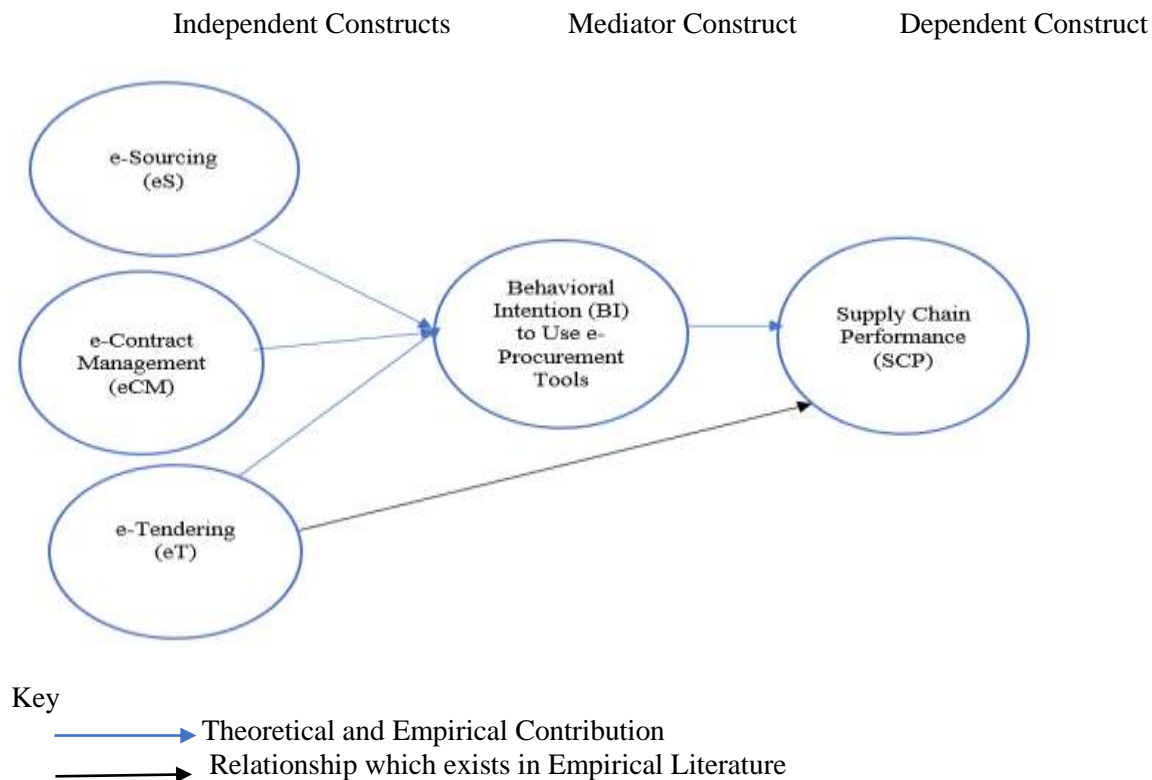 Independent Constructs Mediator Construct Dependent Construct
e-Sourcing
(eS)
e-Contract
Management
(eCM)
e-Tendering
(eT)
Behavioral
Intention (BI)
to Use e-
Procurement
Tools
Supply Chain
Performance
(SCP)
Key
Theoretical and Empirical Contribution
Relationship which exists in Empirical Literature